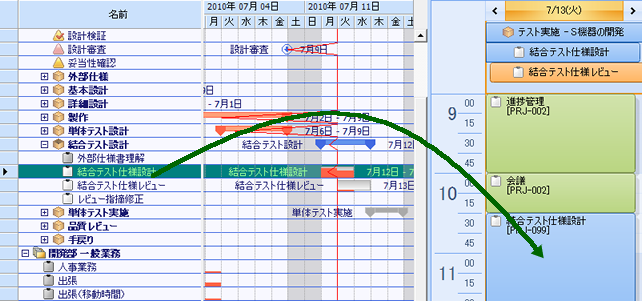 名前
2010年 07月 04日
2010年 07月 11日
月 火 水 木 金 土 日 月 火 水 木 金
設計検証
設計審査
設計審査
7月9日
妥当性確認
外部仕様
基本設計
9日
詳細設計
- 7月1日
製作
7月2日 - 7月9日
単体テスト設計
7月6日 - 7月9日
結合テスト設計
結合テスト設計
7月12
外部仕様書理解
結合テスト仕様設計
結合テスト仕様設計
7月12日 - 7
結合テスト仕様レビュー
結合テスト仕様レビュー
7月13日
レビュー指摘修正
単体テスト実施
単体テスト実施
品質レビュー
手戻り
開発部 一般業務
人事業務
出張
出張(移動時間)
7/13(火)
テスト実施 - S機器の開発
結合テスト仕様設計
結合テスト仕様レビュー
9 00
15
30
45
10 00
15
30
45
11 00
15
進捗管理
[PRJ-002]
会議
[PRJ-002]
結合テスト仕様設計
[PRJ-099]